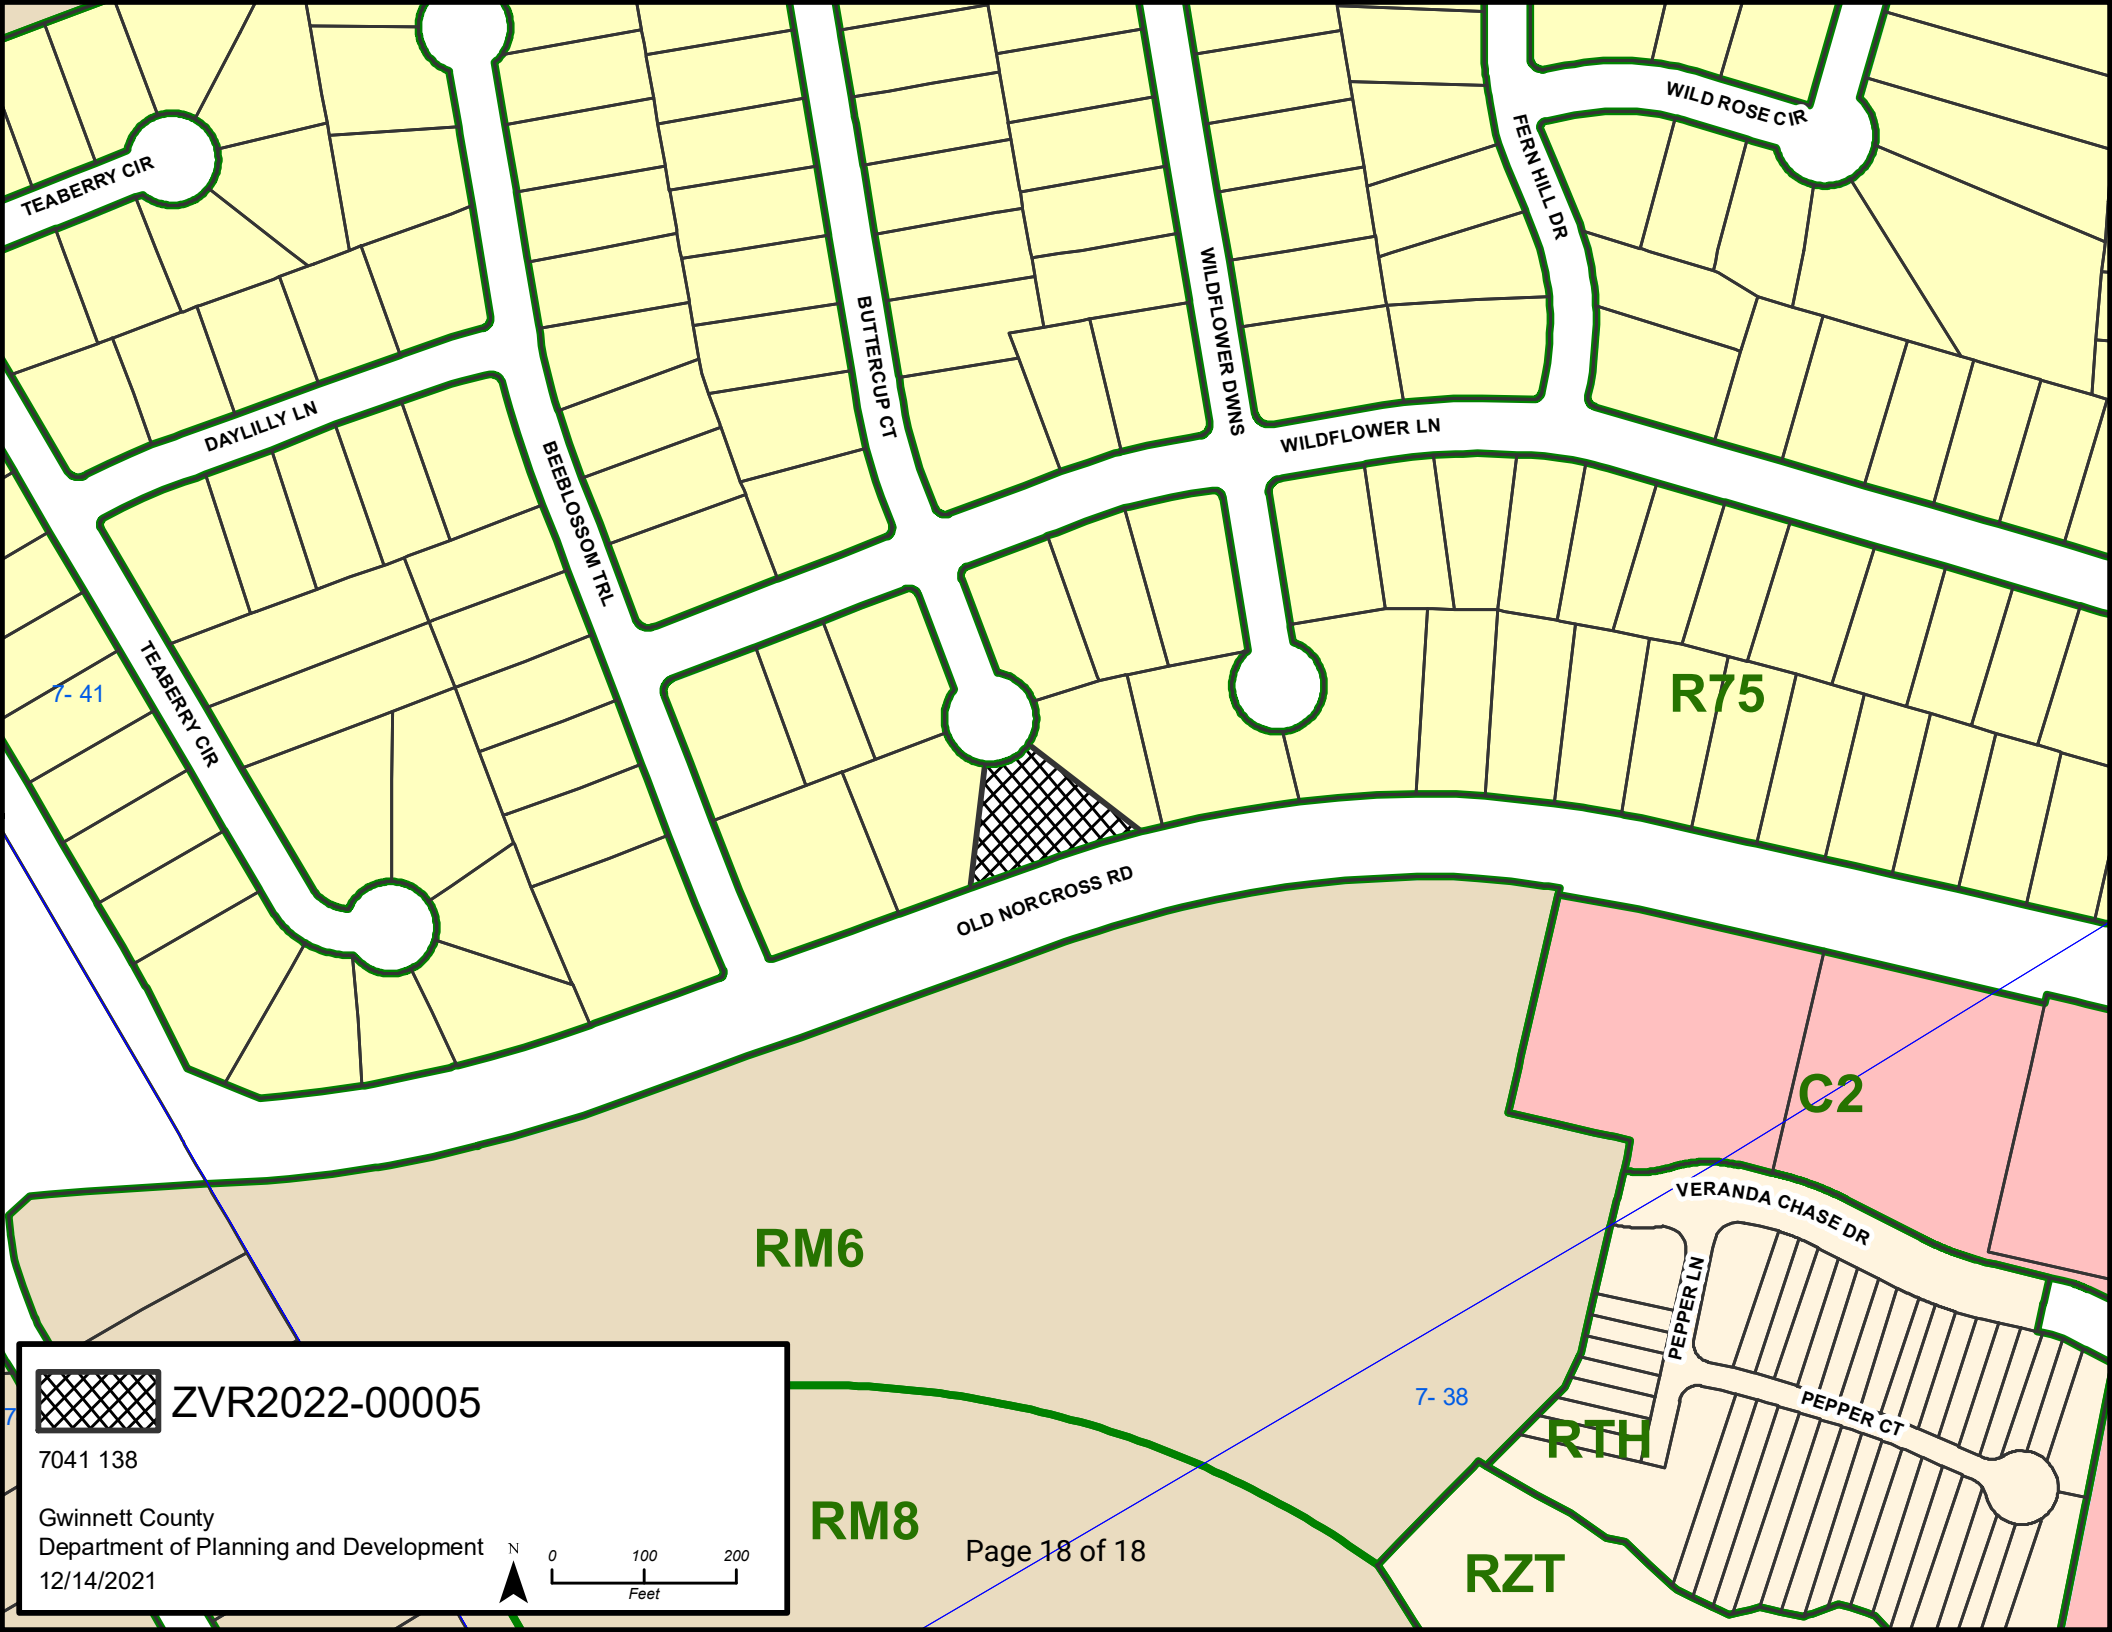 WILD ROSE CIR
FERN HILL DR
TEABERRY CIR
WILDFLOWER DWNS
BUTTERCUP CT
DAYLILLY LN
WILDFLOWER LN
BEEBLOSSOM TRL
TEABERRY CIR
7- 41
R75
OLD NORCROSS RD
C2
VERANDA CHASE DR
RM6
PEPPER LN
7- 38
PEPPER CT
RTH
RM8
RZT
7
ZVR2022-00005
7041 138
Gwinnett County
Department of Planning and Development
12/14/2021
N
0 100 200
Feet
Page 18 of 18